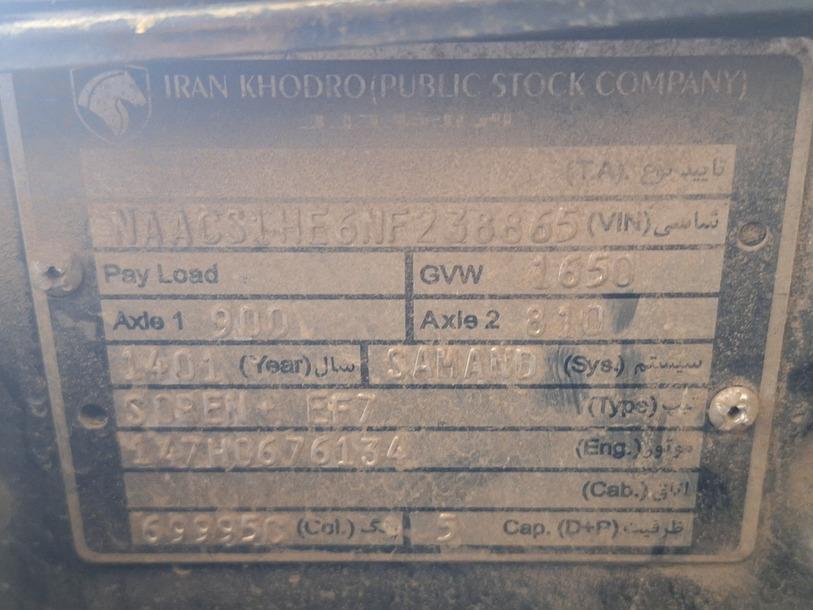 IRAN KHODRO (PUBLIC STOCK COMPANY)
تایید نوع (T.A.)
NAACS1HE6NF238865 (VIN) شاسی
Pay Load GVW 1650
Axle 1 900 Axle 2 810
1401 (Year) سال SAMAND (Sys.) سیستم
SOREN+ EF7 (Type) تیپ
147H0676134 (Eng.) موتور
(Cab.) اتاق
69995C (Col.) رنگ 5 Cap. (D+P) ظرفیت